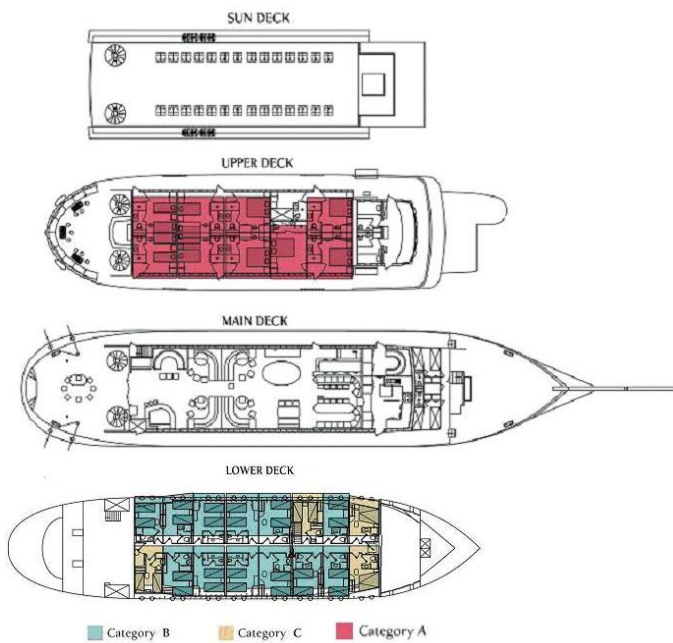 SUN DECK
UPPER DECK
MAIN DECK
LOWER DECK
Category B Category C Category A